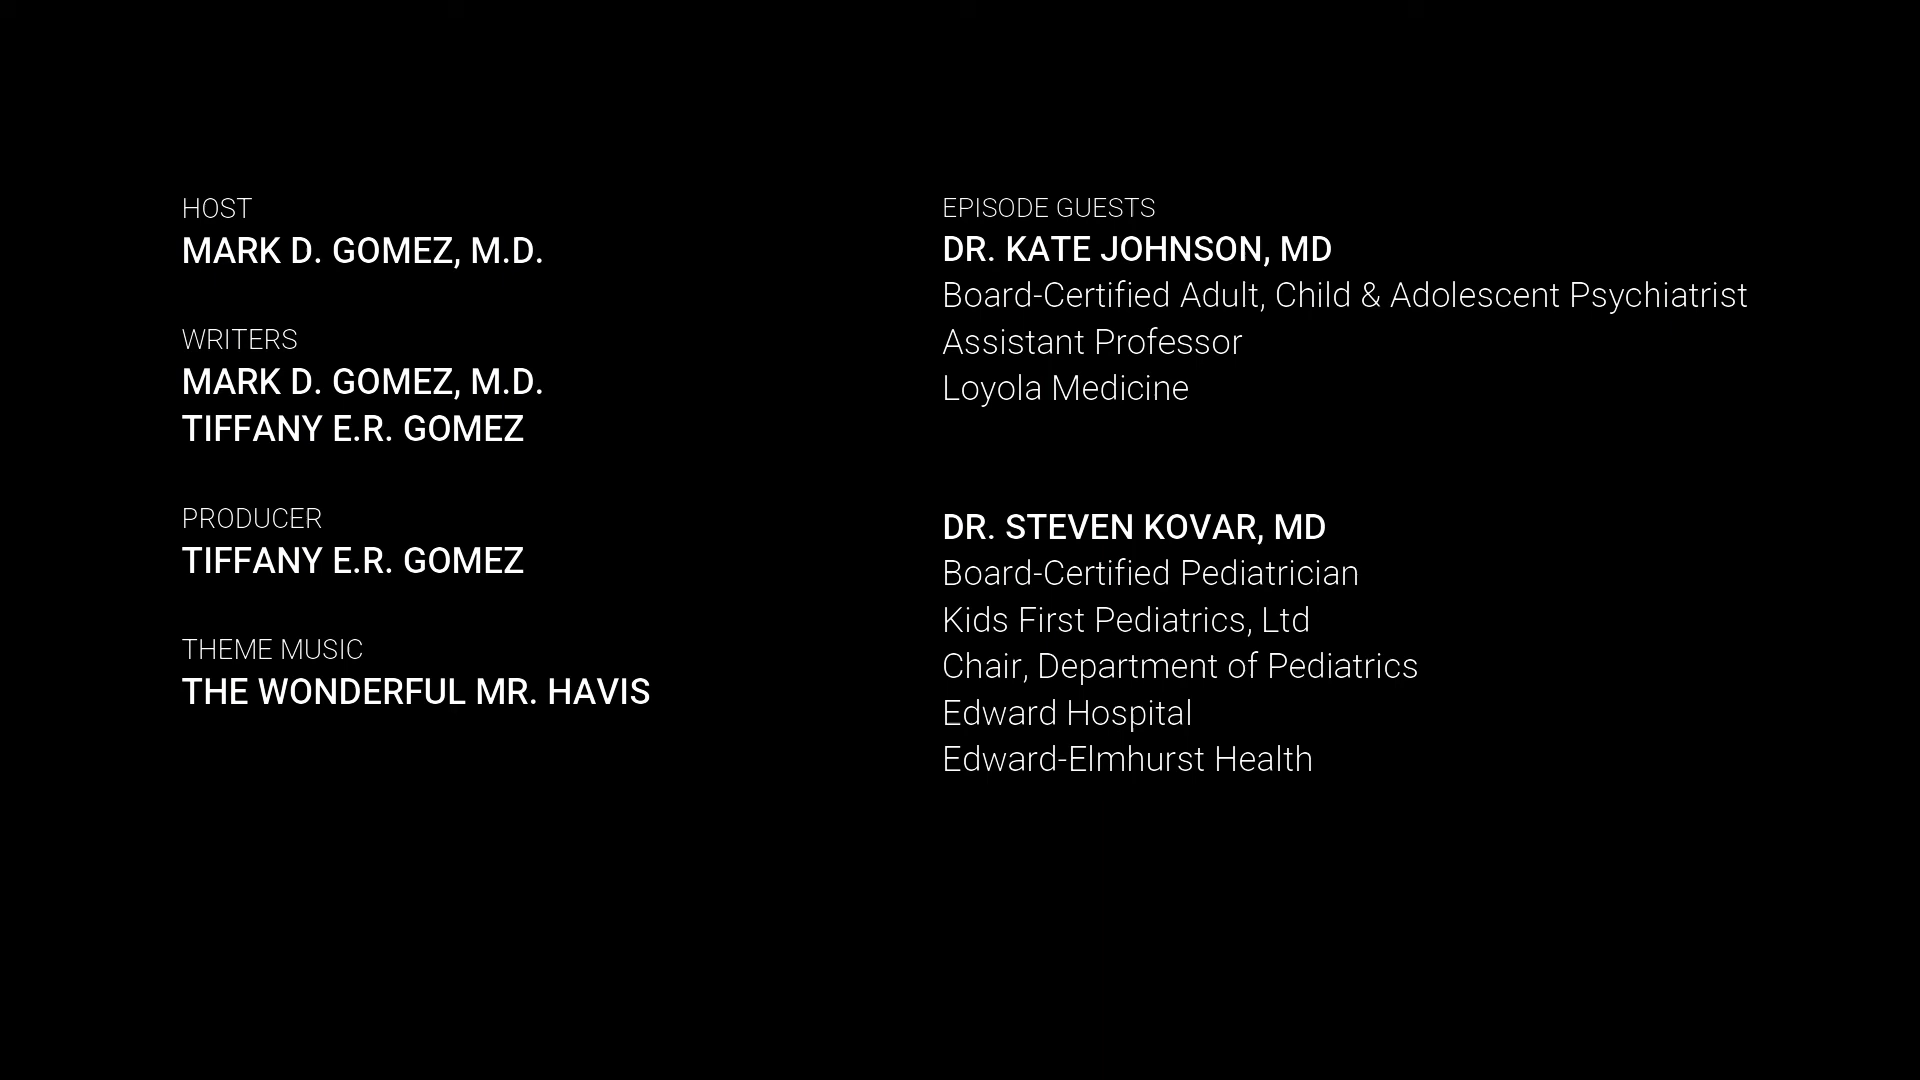 HOST
MARK D. GOMEZ, M.D.
WRITERS
MARK D. GOMEZ, M.D.
TIFFANY E.R. GOMEZ
PRODUCER
TIFFANY E.R. GOMEZ
THEME MUSIC
THE WONDERFUL MR. HAVIS
EPISODE GUESTS
DR. KATE JOHNSON, MD
Board-Certified Adult, Child & Adolescent Psychiatrist
Assistant Professor
Loyola Medicine
DR. STEVEN KOVAR, MD
Board-Certified Pediatrician
Kids First Pediatrics, Ltd
Chair, Department of Pediatrics
Edward Hospital
Edward-Elmhurst Health